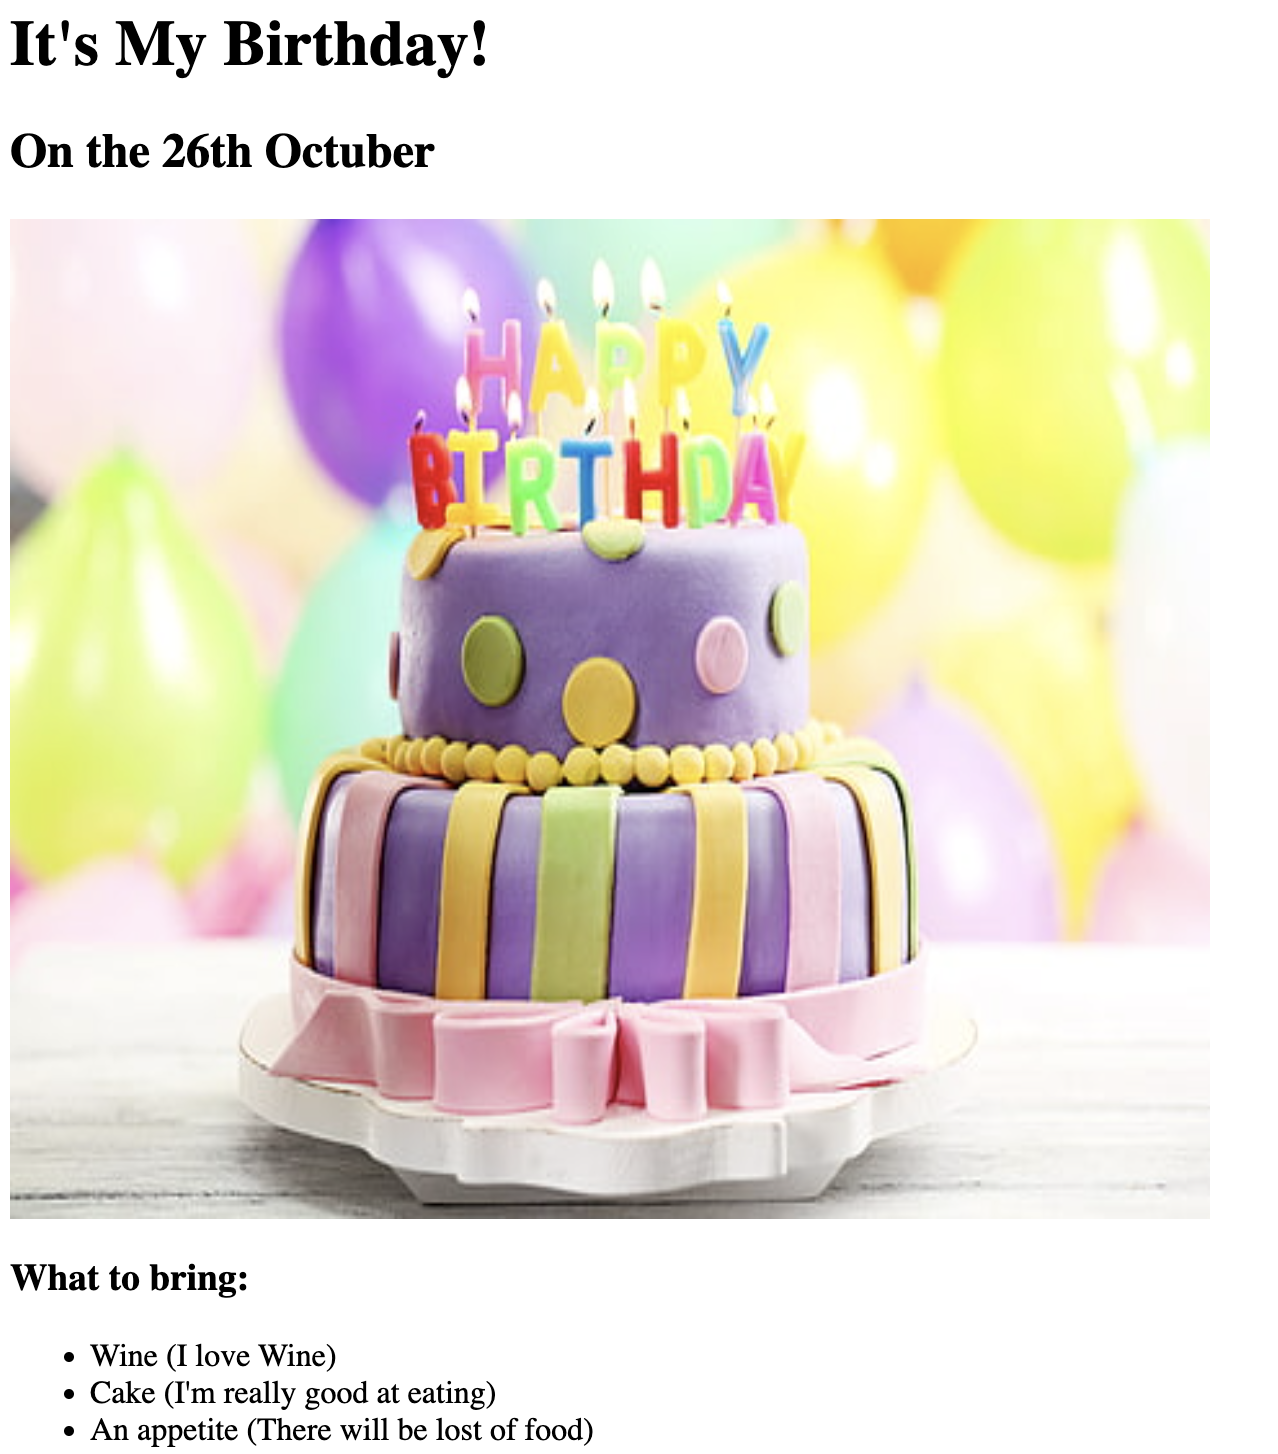 It's My Birthday!
On the 26th Octuber
HAPPY
BIRTHDAY
What to bring:
Wine (I love Wine)
Cake (I'm really good at eating)
An appetite (There will be lost of food)